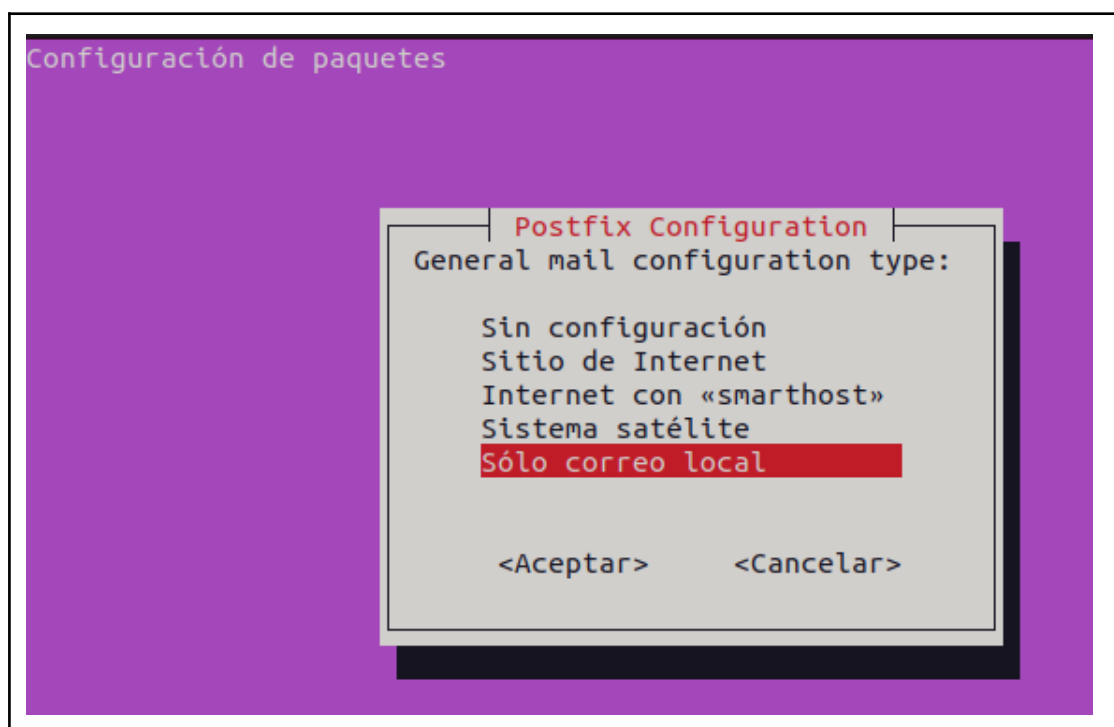 Configuración de paquetes
Postfix Configuration
General mail configuration type:
Sin configuración
Sitio de Internet
Internet con «smarthost»
Sistema satélite
Sólo correo local
<Aceptar> <Cancelar>